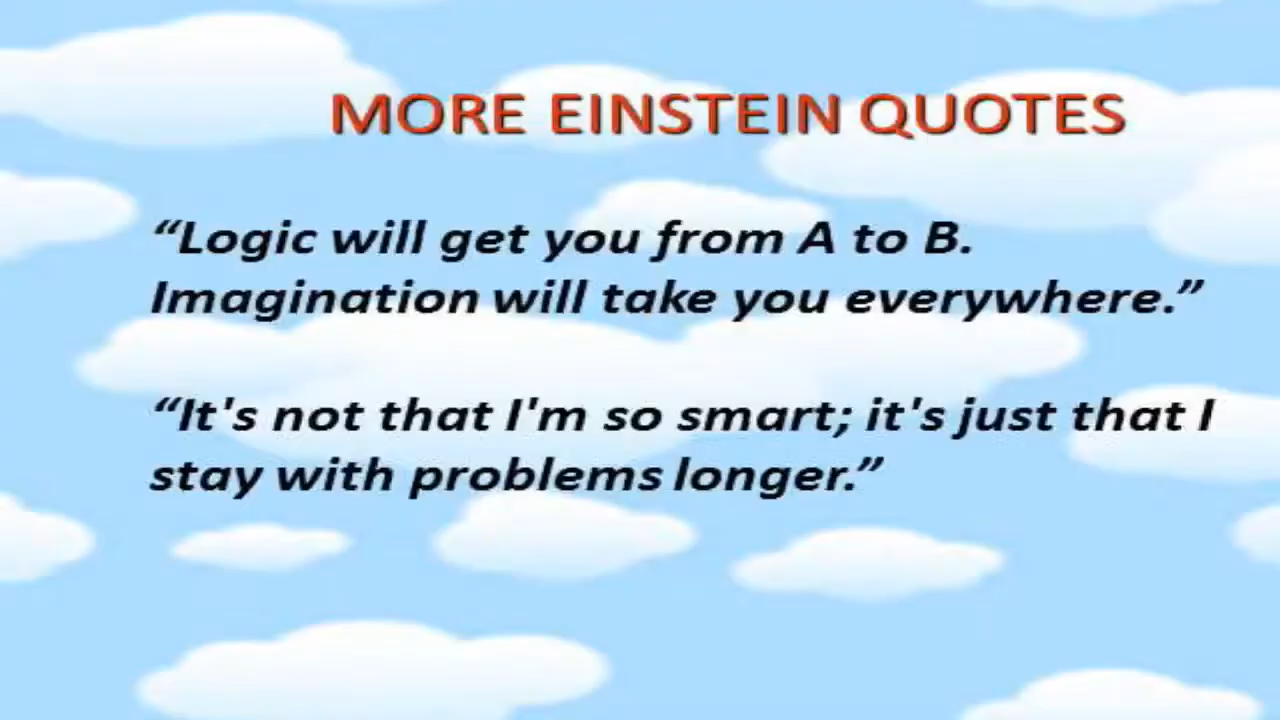 MORE EINSTEIN QUOTES
“Logic will get you from A to B.
Imagination will take you everywhere.”
“It's not that I'm so smart; it's just that I
stay with problems longer.”